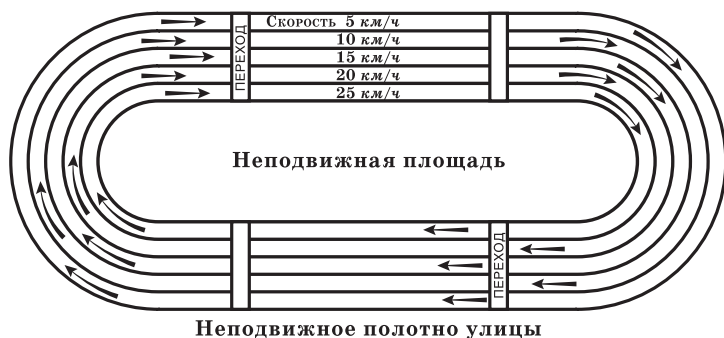 Скорость 5 км/ч
10 км/ч
15 км/ч
20 км/ч
25 км/ч
ПЕРЕХОД
Неподвижная площадь
ПЕРЕХОД
Неподвижное полотно улицы